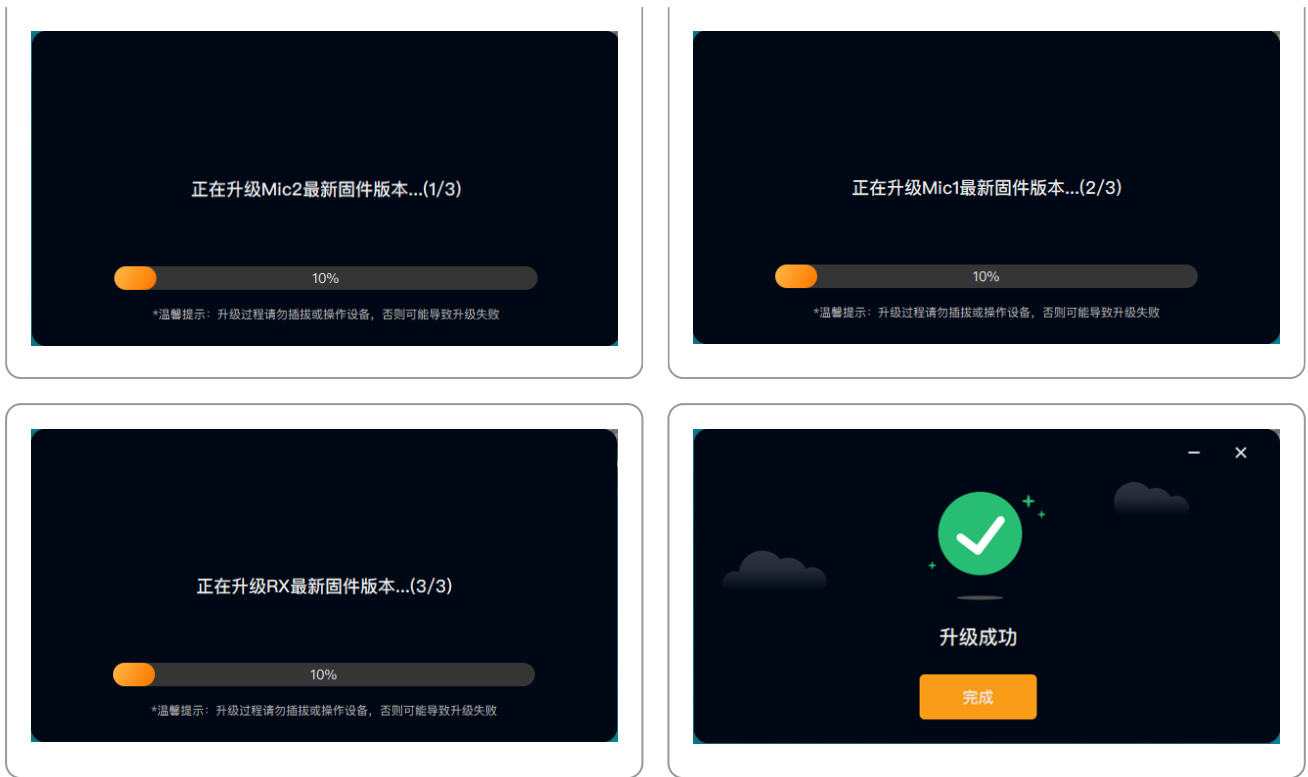 正在升级Mic2最新固件版本...(1/3)
10%
*温馨提示：升级过程请勿插拔或操作设备，否则可能导致升级失败
正在升级Mic1最新固件版本...(2/3)
10%
*温馨提示：升级过程请勿插拔或操作设备，否则可能导致升级失败
正在升级RX最新固件版本...(3/3)
10%
*温馨提示：升级过程请勿插拔或操作设备，否则可能导致升级失败
升级成功
完成